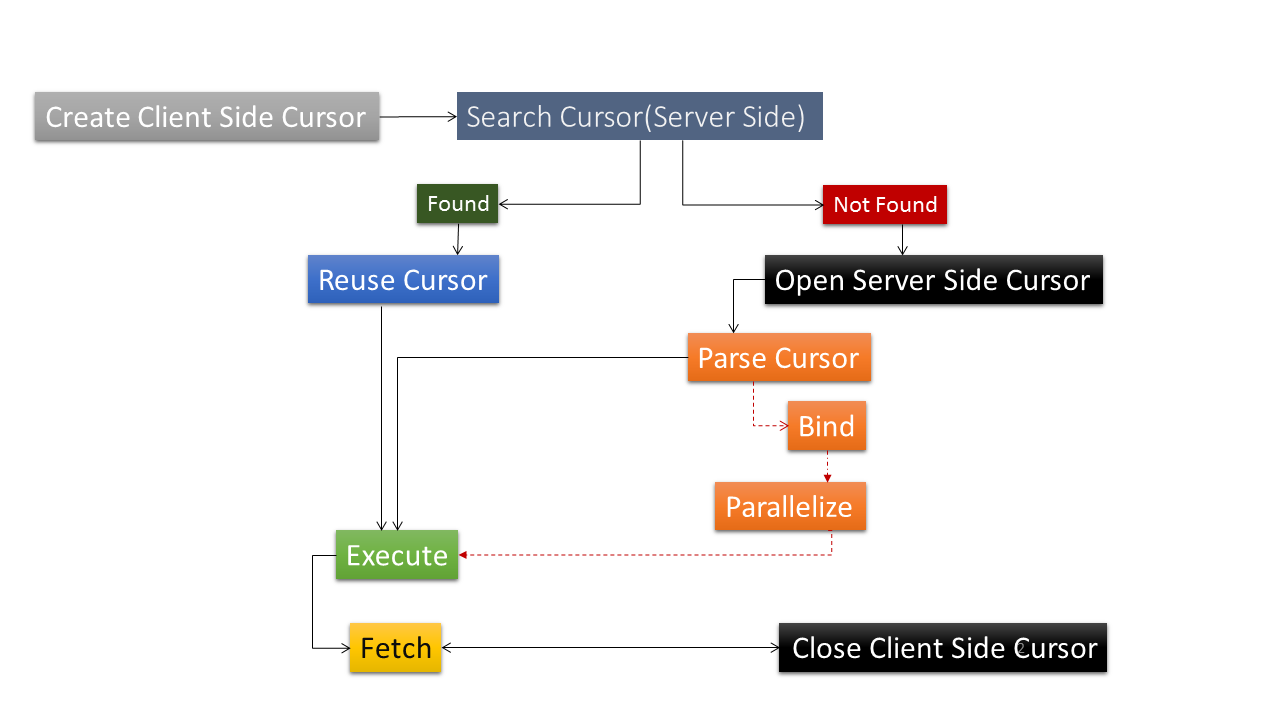 Create Client Side Cursor
Search Cursor(Server Side)
Found
Not Found
Reuse Cursor
Open Server Side Cursor
Parse Cursor
Bind
Parallelize
Execute
Fetch
Close Client Side Cursor
2